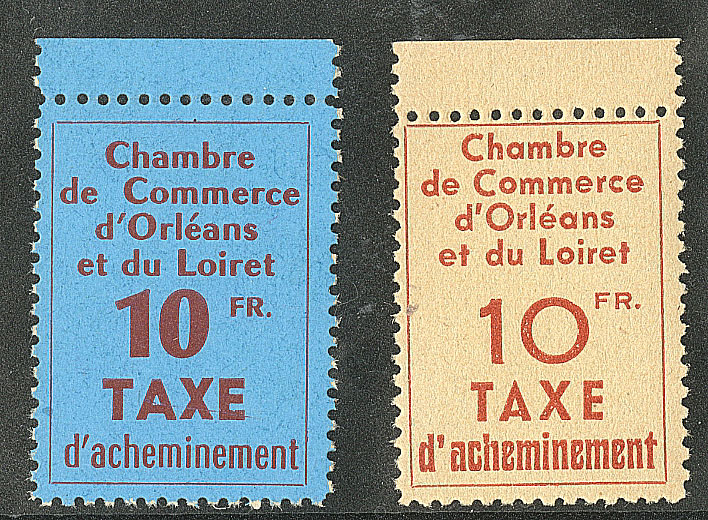 Chambre
de Commerce
d'Orléans
et du Loiret
10 FR.
TAXE
d'acheminement
Chambre
de Commerce
d'Orléans
et du Loiret
10 FR.
TAXE
d'acheminement